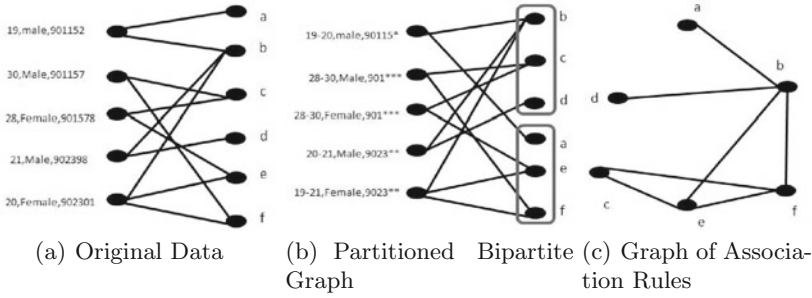 19,male,901152
30,Male,901157
28,Female,901578
21,Male,902398
20,Female,902301
a
b
c
d
e
f
(a) Original Data
19-20,male,90115*
28-30,Male,901***
28-30,Female,901***
20-21,Male,9023**
19-21,Female,9023**
b
c
d
a
e
f
(b) Partitioned Bipartite
Graph
a
b
d
c
e
f
(c) Graph of Associa-
tion Rules